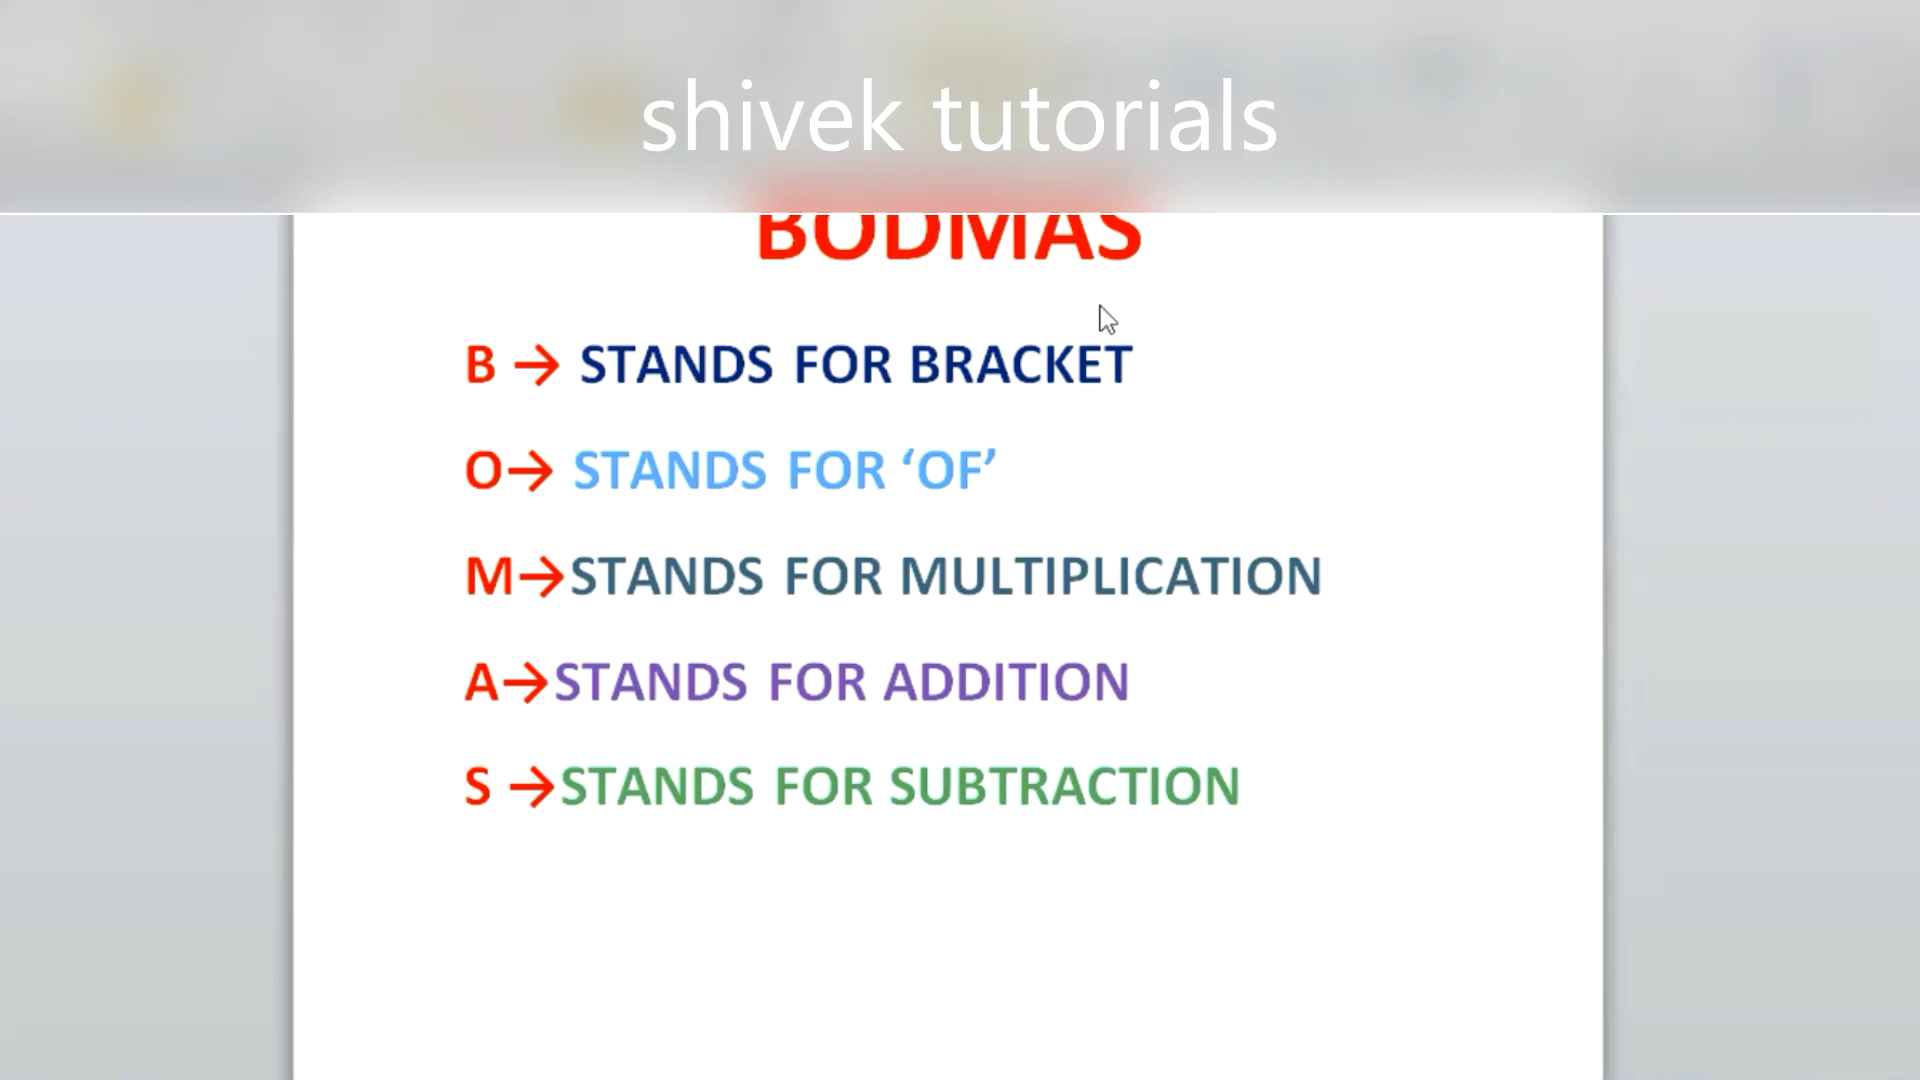 shivek tutorials
BODMAS
B → STANDS FOR BRACKET
O→ STANDS FOR ‘OF’
M→STANDS FOR MULTIPLICATION
A→STANDS FOR ADDITION
S →STANDS FOR SUBTRACTION